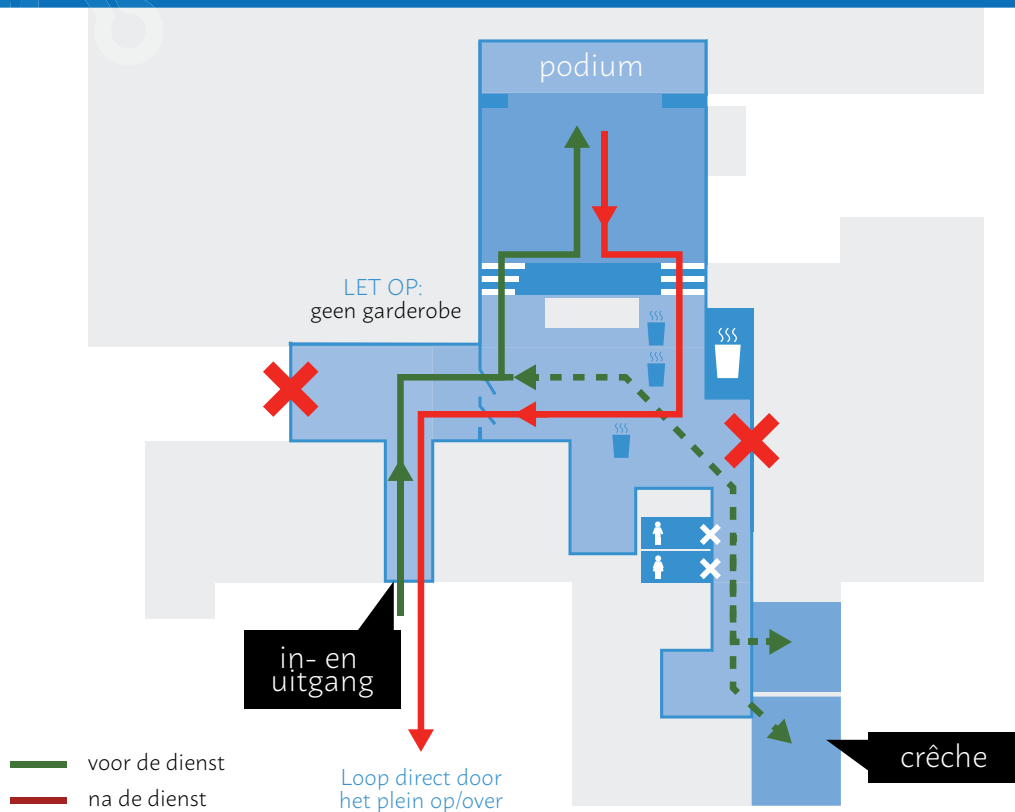 podium
LET OP:
geen garderobe
in- en
uitgang
crêche
voor de dienst
na de dienst
Loop direct door
het plein op/over